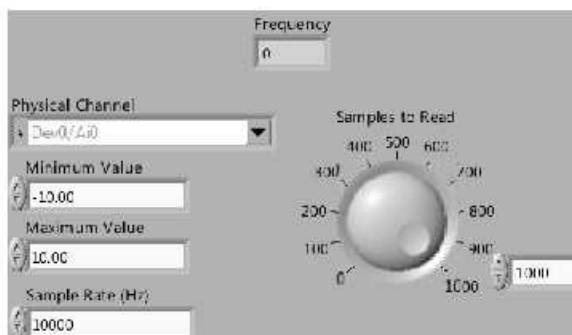 Frequency
0
Physical Channel
Dev0/Ai0
Minimum Value
-10.00
Maximum Value
10.00
Sample Rate (Hz)
10000
Samples to Read
0
100
200
300
400
500
600
700
800
900
1000
1000